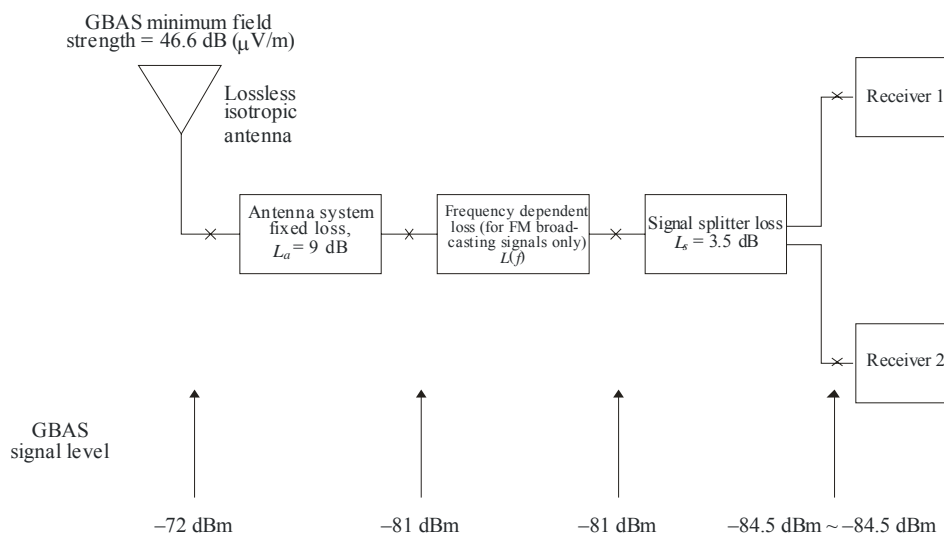 GBAS minimum field
strength = 46.6 dB (μV/m)
Lossless
isotropic
antenna
Antenna system
fixed loss,
Lₐ = 9 dB
Frequency dependent
loss (for FM broad-
casting signals only)
L(f)
Signal splitter loss
Lₛ = 3.5 dB
Receiver 1
Receiver 2
GBAS
signal level
–72 dBm
–81 dBm
–81 dBm
–84.5 dBm ~ –84.5 dBm